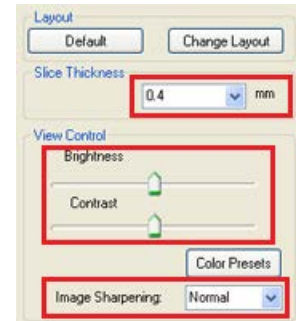 Layout
Default Change Layout
Slice Thickness
0.4 mm
View Control
Brightness
Contrast
Color Presets
Image Sharpening: Normal